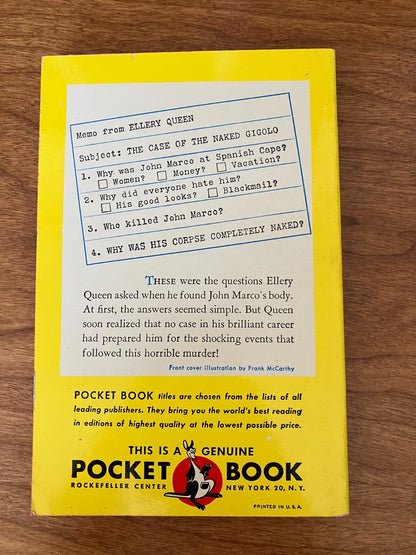 Memo from ELLERY QUEEN
Subject: THE CASE OF THE NAKED GIGOLO
1. Why was John Marco at Spanish Cape?
☐ Women? ☐ Money? ☐ Vacation?
2. Why did everyone hate him?
☐ His good looks? ☐ Blackmail?
3. Who killed John Marco?
4. WHY WAS HIS CORPSE COMPLETELY NAKED?
THESE were the questions Ellery
Queen asked when he found John Marco's body.
At first, the answers seemed simple. But Queen
soon realized that no case in his brilliant career
had prepared him for the shocking events that
followed this horrible murder!
Front cover illustration by Frank McCarthy
POCKET BOOK titles are chosen from the lists of all
leading publishers. They bring you the world's best reading
in editions of highest quality at the lowest possible price.
THIS IS A GENUINE
POCKET BOOK
ROCKEFELLER CENTER NEW YORK 20, N.Y.
PRINTED IN U.S.A.